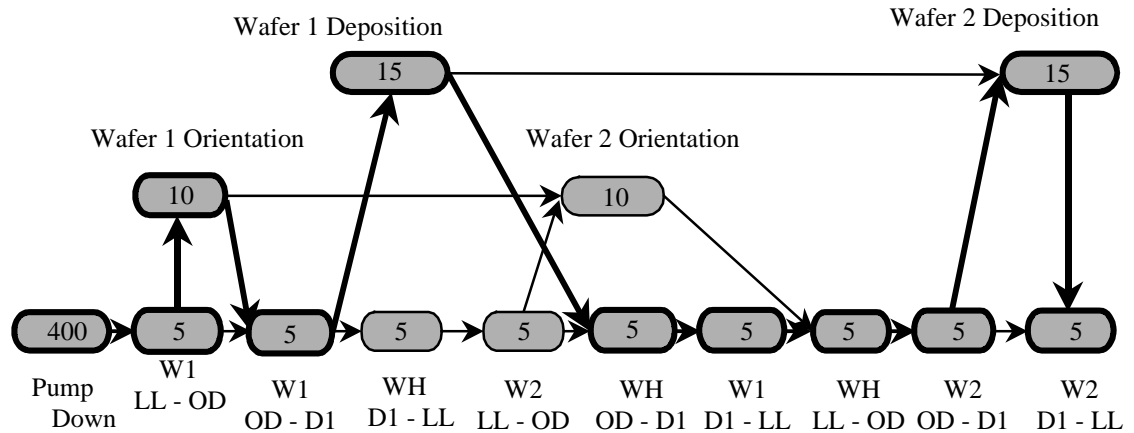 Wafer 1 Deposition
Wafer 2 Deposition
15
15
Wafer 1 Orientation
Wafer 2 Orientation
10
10
400
5
5
5
5
5
5
5
5
5
Pump
Down
W1
LL - OD
W1
OD - D1
WH
D1 - LL
W2
LL - OD
WH
OD - D1
W1
D1 - LL
WH
LL - OD
W2
OD - D1
W2
D1 - LL